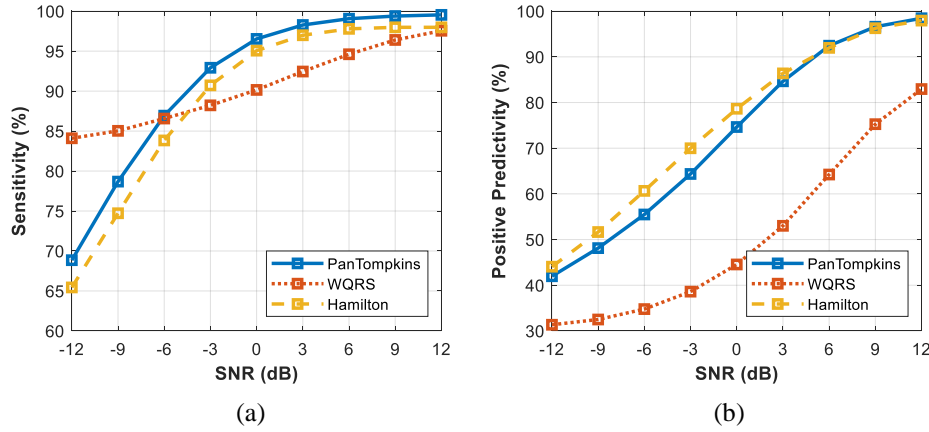 100
95
90
85
80
75
70
65
60
-12 -9 -6 -3 0 3 6 9 12
Sensitivity (%)
SNR (dB)
PanTompkins
WQRS
Hamilton
(a)
100
90
80
70
60
50
40
30
-12 -9 -6 -3 0 3 6 9 12
Positive Predictivity (%)
SNR (dB)
PanTompkins
WQRS
Hamilton
(b)